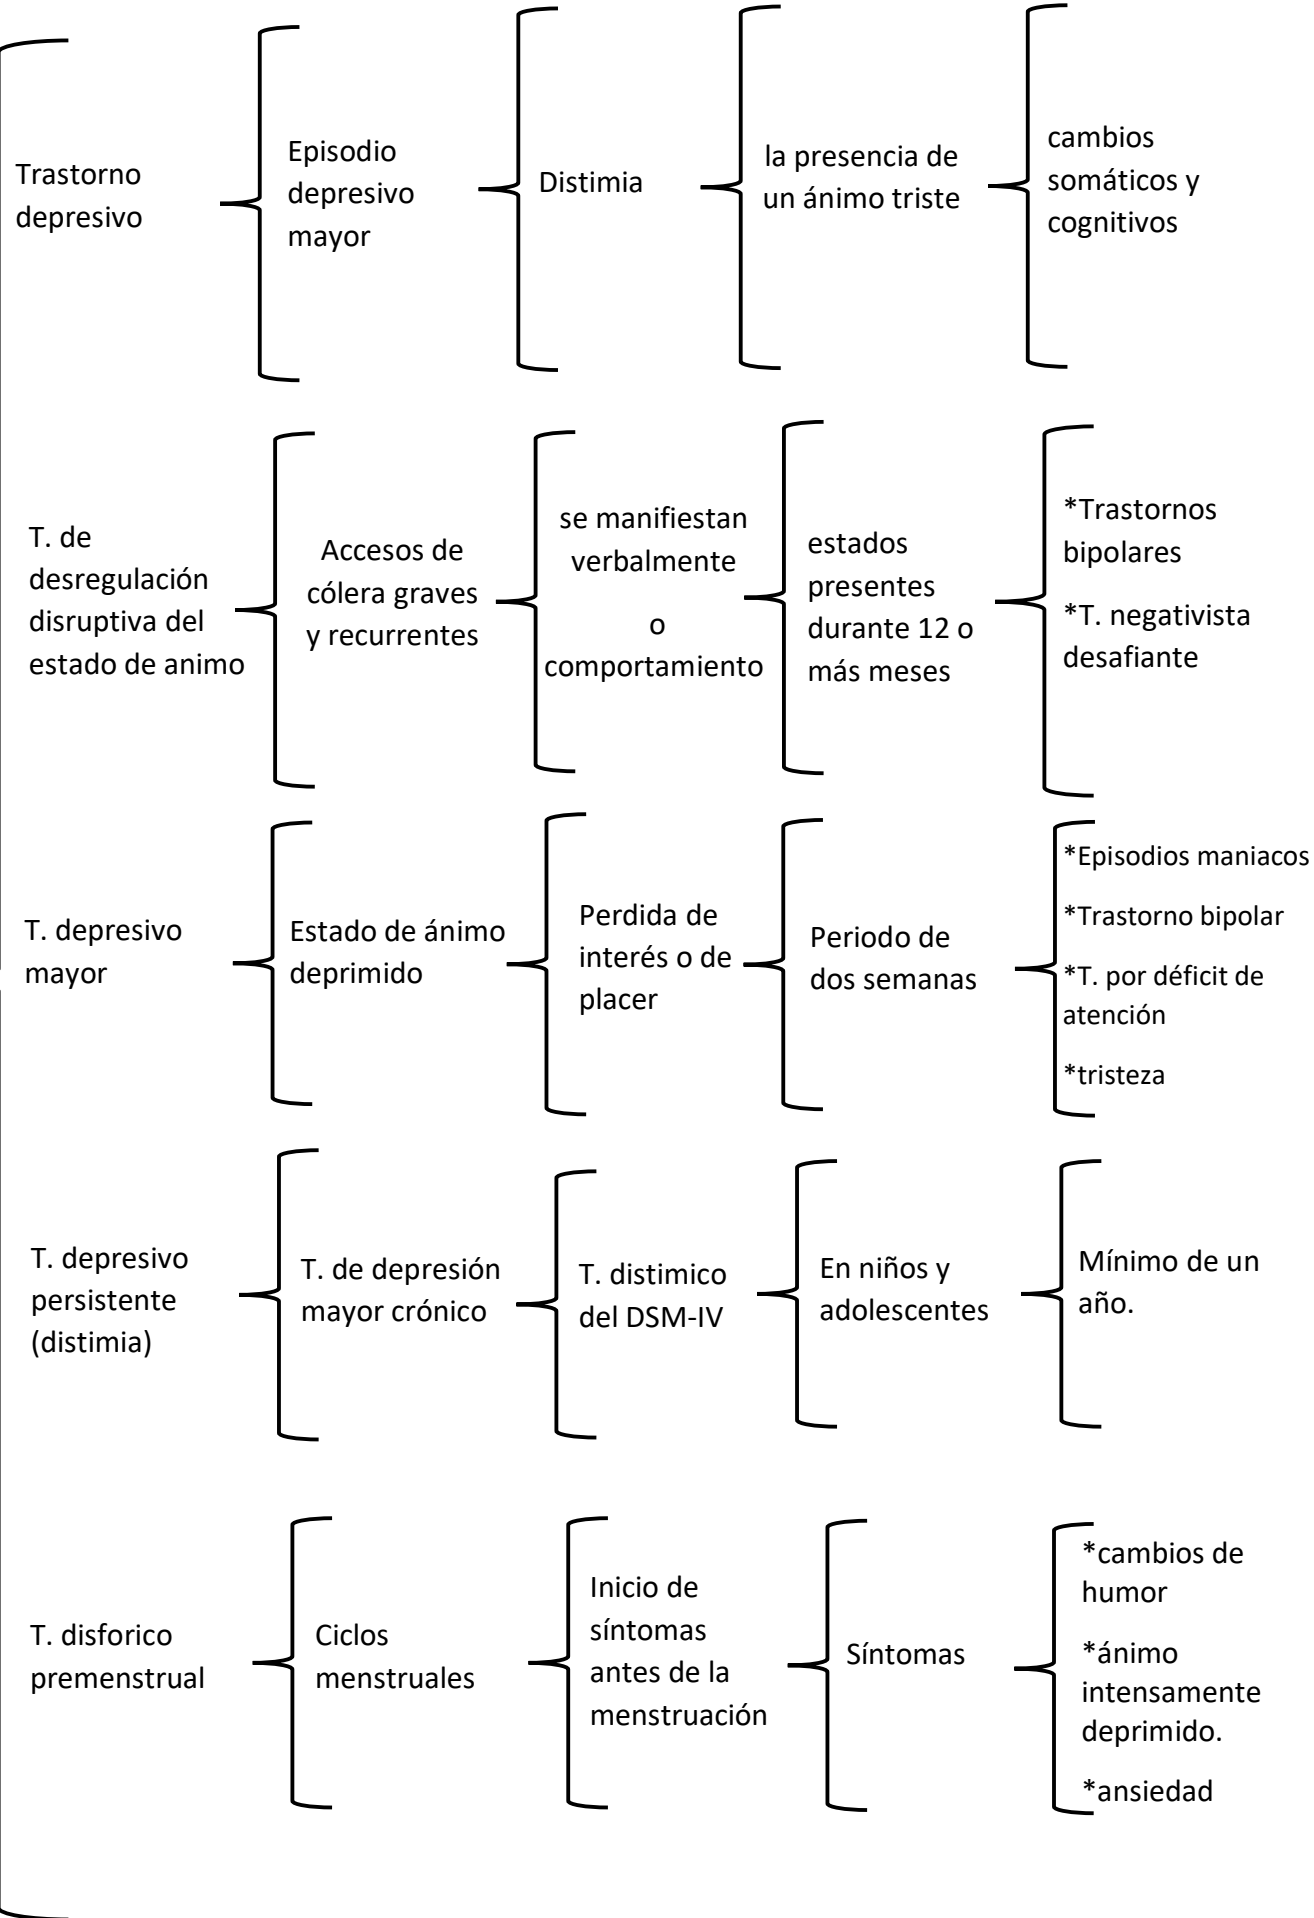 Trastorno
depresivo
Episodio
depresivo
mayor
Distimia
la presencia de
un ánimo triste
cambios
somáticos y
cognitivos
T. de
desregulación
disruptiva del
estado de animo
Accesos de
cólera graves
y recurrentes
se manifiestan
verbalmente
o
comportamiento
estados
presentes
durante 12 o
más meses
*Trastornos
bipolares
*T. negativista
desafiante
T. depresivo
mayor
Estado de ánimo
deprimido
Perdida de
interés o de
placer
Periodo de
dos semanas
*Episodios maniacos
*Trastorno bipolar
*T. por déficit de
atención
*tristeza
T. depresivo
persistente
(distimia)
T. de depresión
mayor crónico
T. distimico
del DSM-IV
En niños y
adolescentes
Mínimo de un
año.
T. disforico
premenstrual
Ciclos
menstruales
Inicio de
síntomas
antes de la
menstruación
Síntomas
*cambios de
humor
*ánimo
intensamente
deprimido.
*ansiedad